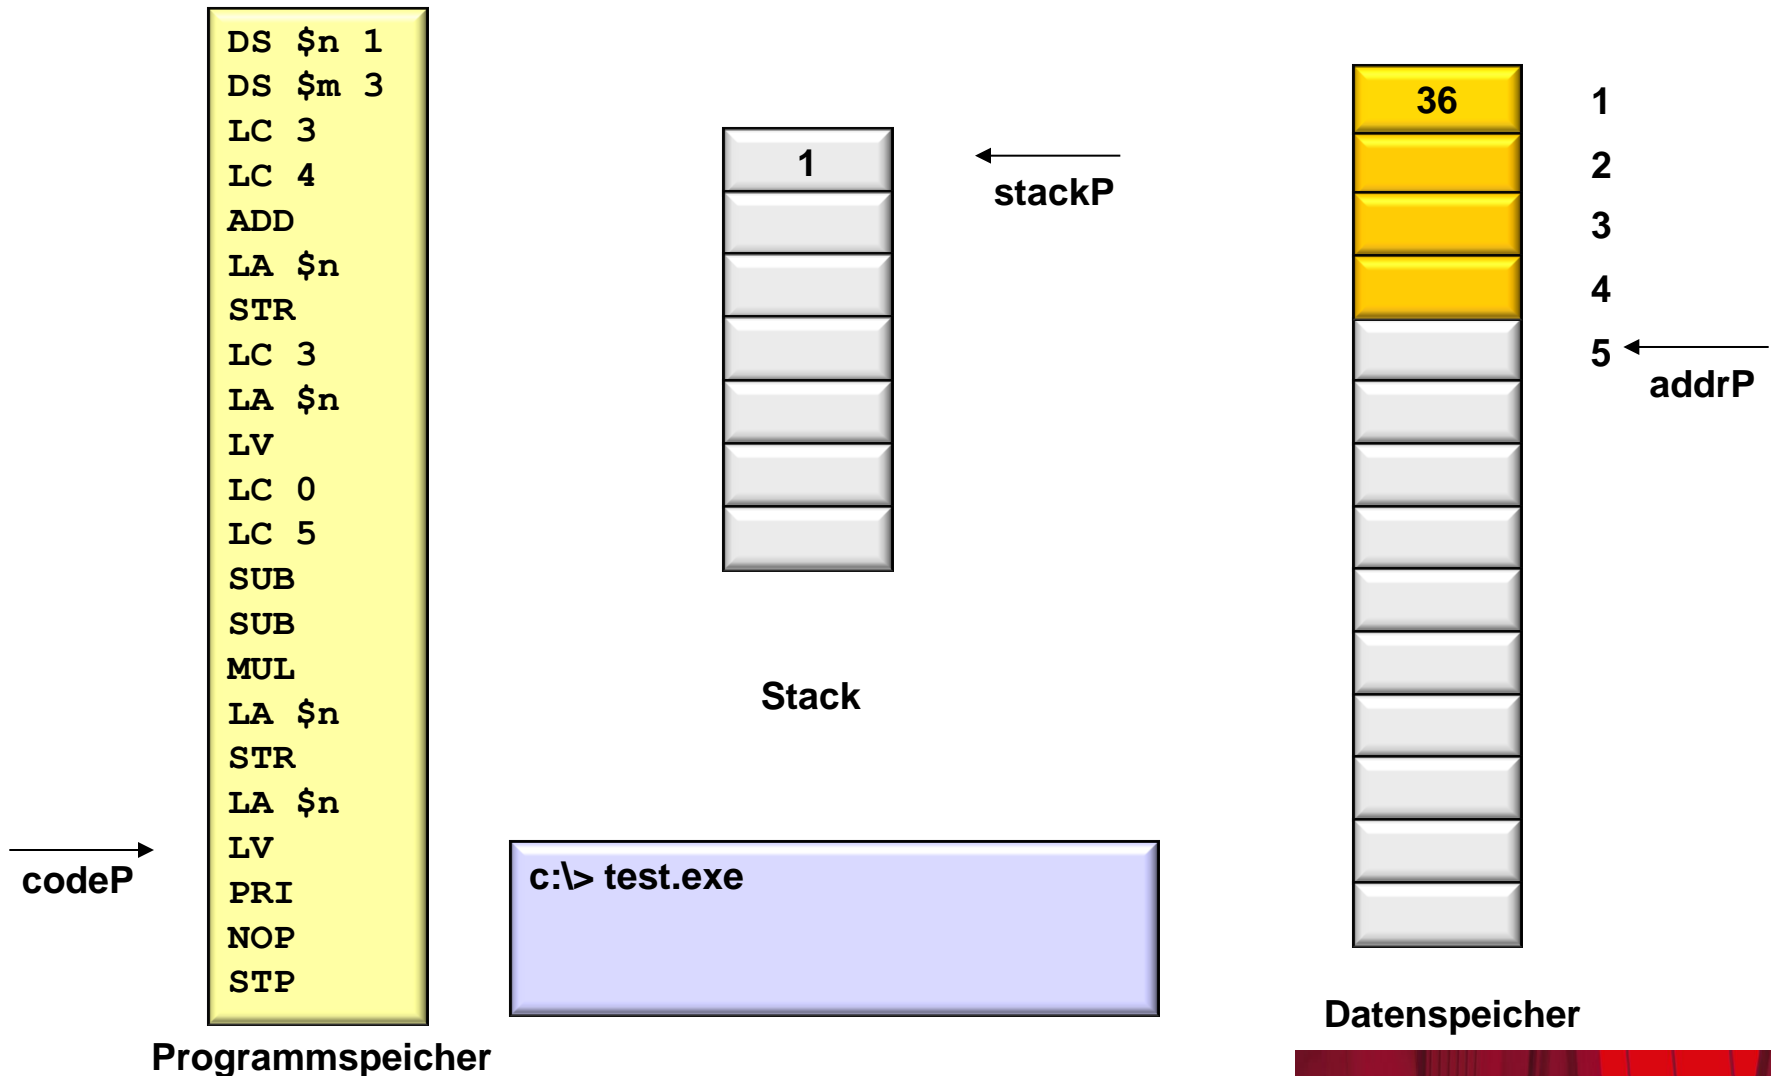 DS $n 1
DS $m 3
LC 3
LC 4
ADD
LA $n
STR
LC 3
LA $n
LV
LC 0
LC 5
SUB
SUB
MUL
LA $n
STR
LA $n
LV
PRI
NOP
STP
codeP
Programmspeicher
1
stackP
Stack
c:\> test.exe
36
1
2
3
4
5
addrP
Datenspeicher